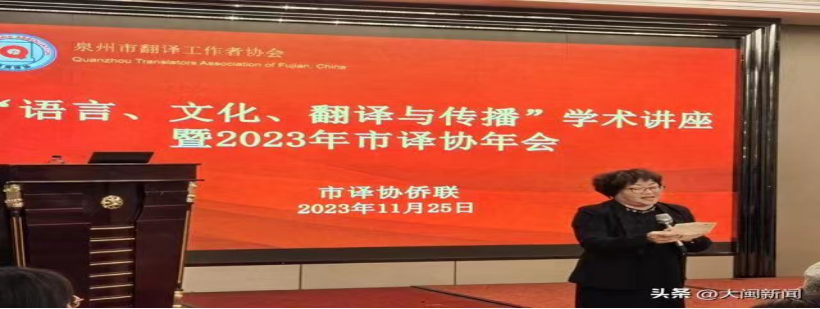 泉州市翻译工作者协会
Quanzhou Translators Association of Fujian, China
“语言、文化、翻译与传播”学术讲座
暨2023年市译协年会
市译协侨联
2023年11月25日
头条 @大闽新闻